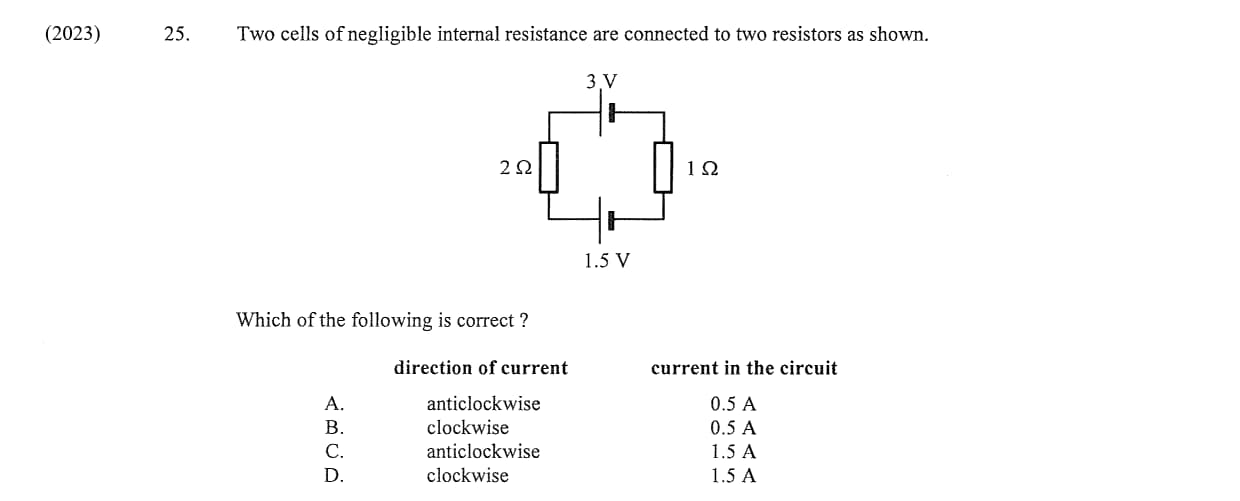 (2023) 25. Two cells of negligible internal resistance are connected to two resistors as shown.
3 V
2 Ω 1 Ω
1.5 V
Which of the following is correct ?
direction of current current in the circuit
A. anticlockwise 0.5 A
B. clockwise 0.5 A
C. anticlockwise 1.5 A
D. clockwise 1.5 A